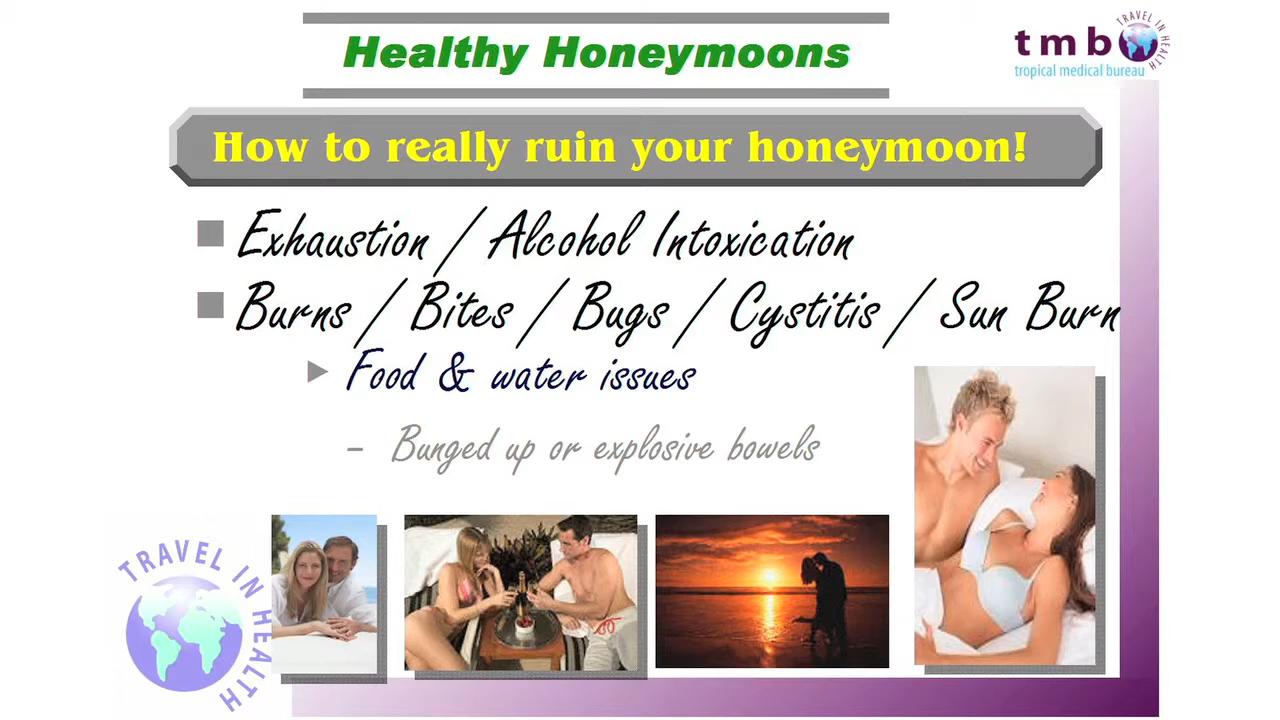 Healthy Honeymoons
tmb
TRAVEL IN HEALTH
tropical medical bureau
How to really ruin your honeymoon!
Exhaustion / Alcohol Intoxication
Burns / Bites / Bugs / Cystitis / Sun Burn
Food & water issues
– Bunged up or explosive bowels
TRAVEL IN HEALTH